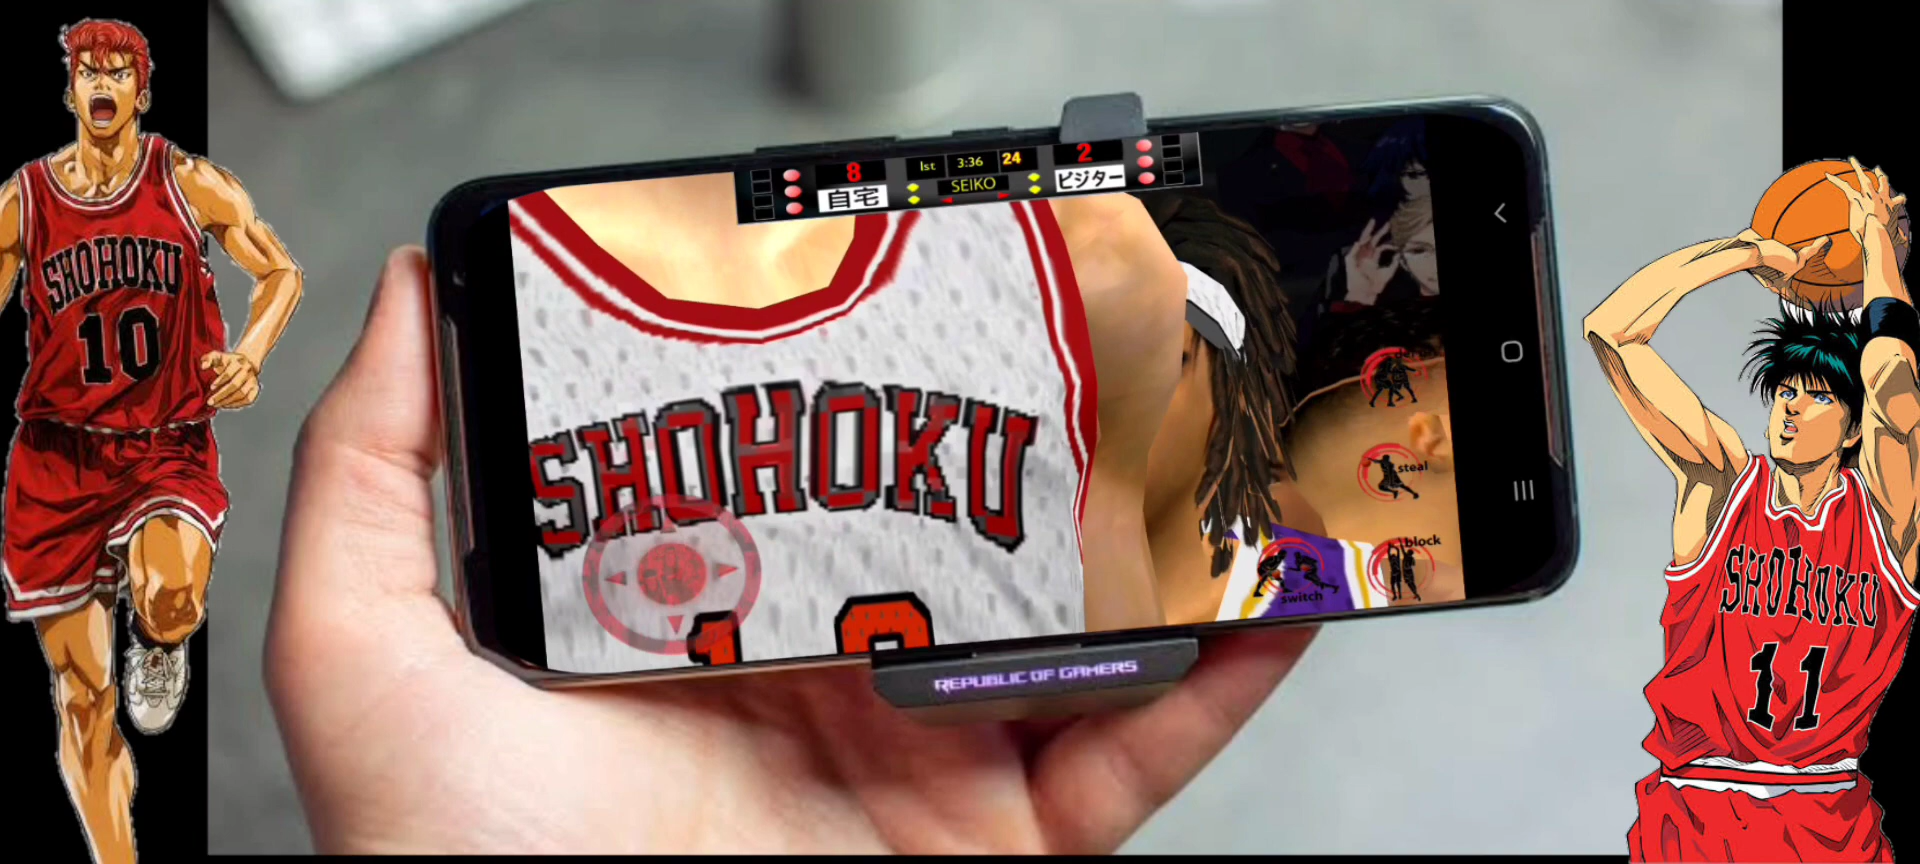 SHOHOKU
10
8
1st
3:36
24
2
自宅
SEIKO
ビジター
SHOHOKU
steal
block
switch
REPUBLIC OF GAMERS
SHOHOKU
11